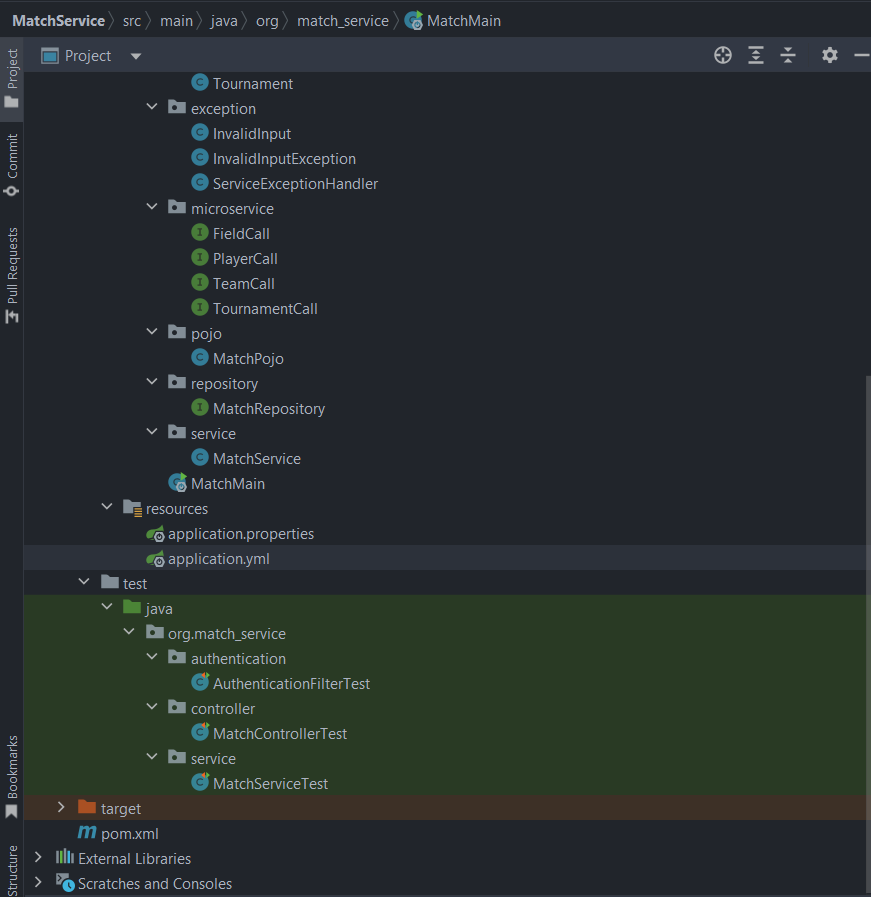 MatchService src main java org match_service MatchMain
Project
Project
Commit
Pull Requests
Bookmarks
Structure
Tournament
exception
InvalidInput
InvalidInputException
ServiceExceptionHandler
microservice
FieldCall
PlayerCall
TeamCall
TournamentCall
pojo
MatchPojo
repository
MatchRepository
service
MatchService
MatchMain
resources
application.properties
application.yml
test
java
org.match_service
authentication
AuthenticationFilterTest
controller
MatchControllerTest
service
MatchServiceTest
target
pom.xml
External Libraries
Scratches and Consoles